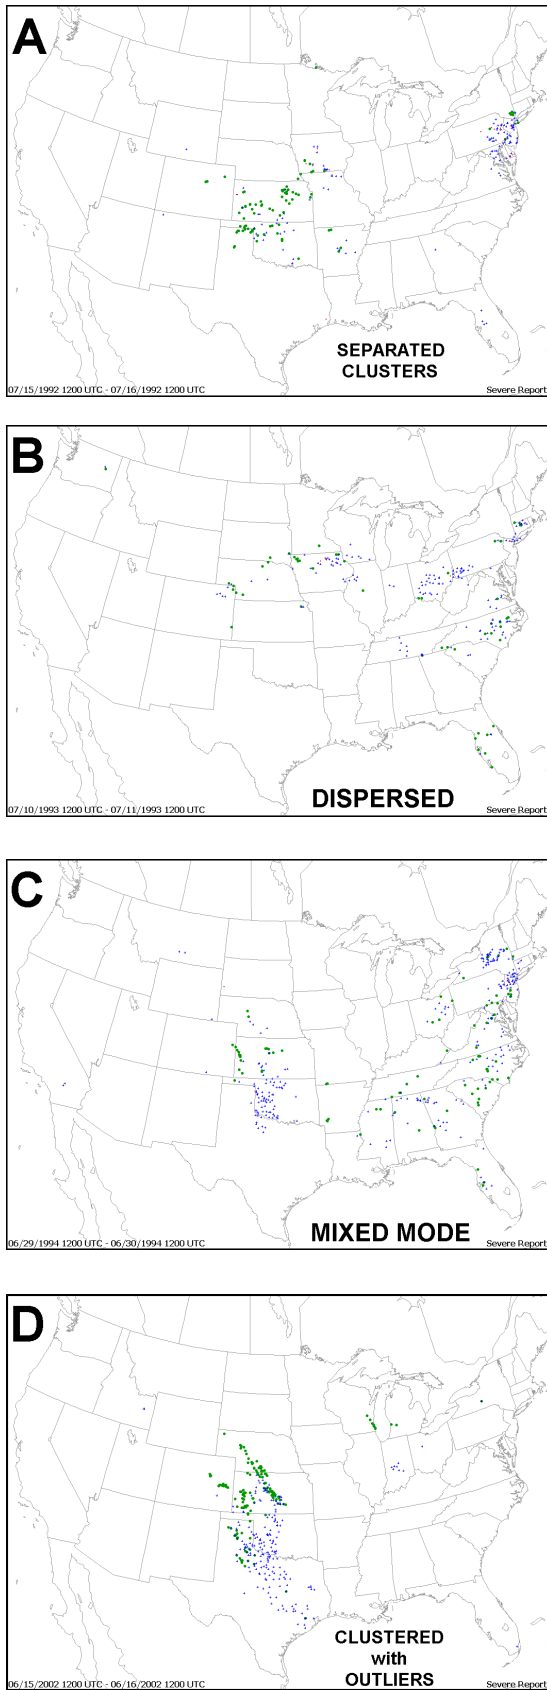 A
SEPARATED
CLUSTERS
07/15/1992 1200 UTC - 07/16/1992 1200 UTC
Severe Report
B
DISPERSED
07/10/1993 1200 UTC - 07/11/1993 1200 UTC
Severe Report
C
MIXED MODE
06/29/1994 1200 UTC - 06/30/1994 1200 UTC
Severe Report
D
CLUSTERED
with
OUTLIERS
06/15/2002 1200 UTC - 06/16/2002 1200 UTC
Severe Report